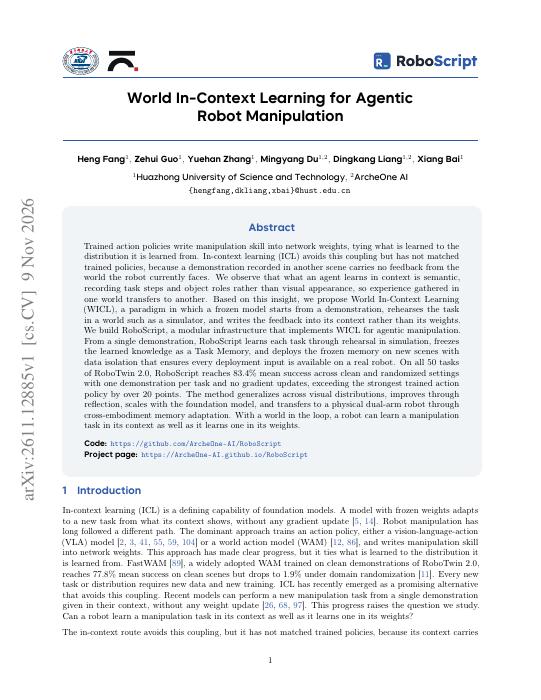 RoboScript
World In-Context Learning for Agentic
Robot Manipulation
Heng Fang1, Zehui Guo1, Yuehan Zhang1, Mingyang Du1,2, Dingkang Liang1,2, Xiang Bai1
1Huazhong University of Science and Technology, 2ArcheOne AI
{hengfang,dkliang,xbai}@hust.edu.cn
arXiv:2611.12885v1 [cs.CV] 9 Nov 2026
Abstract
Trained action policies write manipulation skill into network weights, tying what is learned to the
distribution it is learned from. In-context learning (ICL) avoids this coupling but has not matched
trained policies, because a demonstration recorded in another scene carries no feedback from the
world the robot currently faces. We observe that what an agent learns in context is semantic,
recording task steps and object roles rather than visual appearance, so experience gathered in
one world transfers to another. Based on this insight, we propose World In-Context Learning
(WICL), a paradigm in which a frozen model starts from a demonstration, rehearses the task
in a world such as a simulator, and writes the feedback into its context rather than its weights.
We build RoboScript, a modular infrastructure that implements WICL for agentic manipulation.
From a single demonstration, RoboScript learns each task through rehearsal in simulation, freezes
the learned knowledge as a Task Memory, and deploys the frozen memory on new scenes with
data isolation that ensures every deployment input is available on a real robot. On all 50 tasks
of RoboTwin 2.0, RoboScript reaches 83.4% mean success across clean and randomized settings
with one demonstration per task and no gradient updates, exceeding the strongest trained action
policy by over 20 points. The method generalizes across visual distributions, improves through
reflection, scales with the foundation model, and transfers to a physical dual-arm robot through
cross-embodiment memory adaptation. With a world in the loop, a robot can learn a manipulation
task in its context as well as it learns one in its weights.
Code: https://github.com/ArcheOne-AI/RoboScript
Project page: https://ArcheOne-AI.github.io/RoboScript
1 Introduction
In-context learning (ICL) is a defining capability of foundation models. A model with frozen weights adapts
to a new task from what its context shows, without any gradient update [5, 14]. Robot manipulation has
long followed a different path. The dominant approach trains an action policy, either a vision-language-action
(VLA) model [2, 3, 41, 55, 59, 104] or a world action model (WAM) [12, 86], and writes manipulation skill
into network weights. This approach has made clear progress, but it ties what is learned to the distribution it
is learned from. FastWAM [89], a widely adopted WAM trained on clean demonstrations of RoboTwin 2.0,
reaches 77.8% mean success on clean scenes but drops to 1.9% under domain randomization [11]. Every new
task or distribution requires new data and new training. ICL has recently emerged as a promising alternative
that avoids this coupling. Recent models can perform a new manipulation task from a single demonstration
given in their context, without any weight update [26, 68, 97]. This progress raises the question we study.
Can a robot learn a manipulation task in its context as well as it learns one in its weights?
The in-context route avoids this coupling, but it has not matched trained policies, because its context carries
1